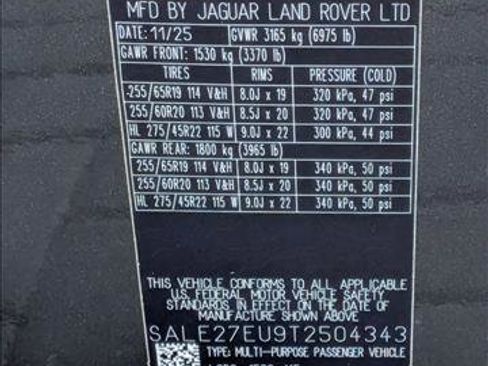 MFD BY JAGUAR LAND ROVER LTD
DATE: 11/25 GVWR 3165 kg (6975 lb)
GAWR FRONT: 1530 kg (3370 lb)
TIRES RIMS PRESSURE (COLD)
255/65R19 114 V&H 8.0J x 19 320 kPa, 47 psi
255/60R20 113 V&H 8.5J x 20 320 kPa, 47 psi
HL 275/45R22 115 W 9.0J x 22 300 kPa, 44 psi
GAWR REAR: 1800 kg (3965 lb)
255/65R19 114 V&H 8.0J x 19 340 kPa, 50 psi
255/60R20 113 V&H 8.5J x 20 340 kPa, 50 psi
HL 275/45R22 115 W 9.0J x 22 340 kPa, 50 psi
THIS VEHICLE CONFORMS TO ALL APPLICABLE
U.S. FEDERAL MOTOR VEHICLE SAFETY
STANDARDS IN EFFECT ON THE DATE OF
MANUFACTURE SHOWN ABOVE
SALE27EU9T2504343
TYPE: MULTI-PURPOSE PASSENGER VEHICLE